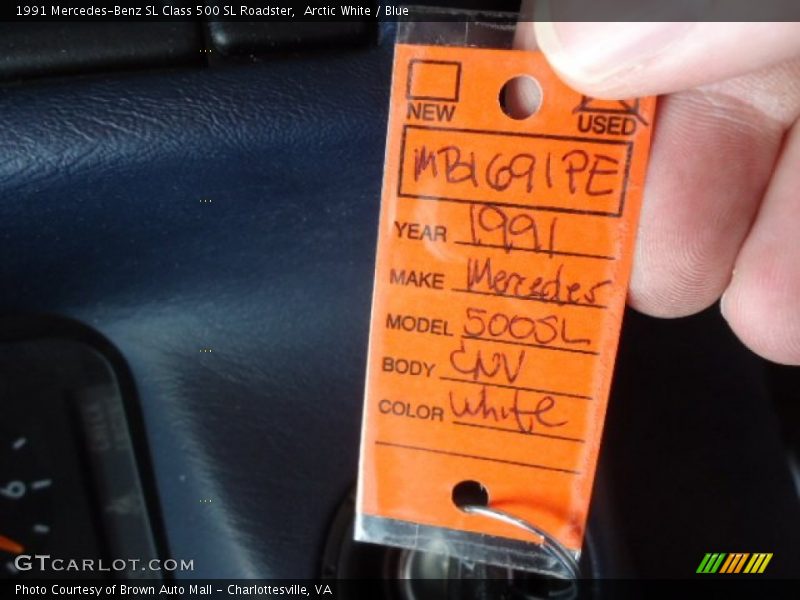 1991 Mercedes-Benz SL Class 500 SL Roadster, Arctic White / Blue
NEW USED
MB1691PE
YEAR 1991
MAKE Mercedes
MODEL 500SL
BODY CNV
COLOR White
6
GTCARLOT.COM
Photo Courtesy of Brown Auto Mall - Charlottesville, VA